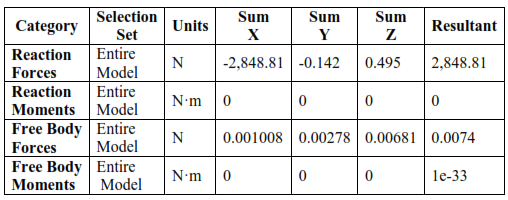 Category Selection Set Units Sum X Sum Y Sum Z Resultant
Reaction Forces Entire Model N -2,848.81 -0.142 0.495 2,848.81
Reaction Moments Entire Model N·m 0 0 0 0
Free Body Forces Entire Model N 0.001008 0.00278 0.00681 0.0074
Free Body Moments Entire Model N·m 0 0 0 1e-33